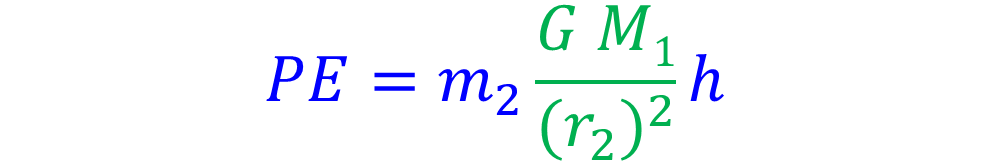 PE = m₂ G M₁ / (r₂)² h